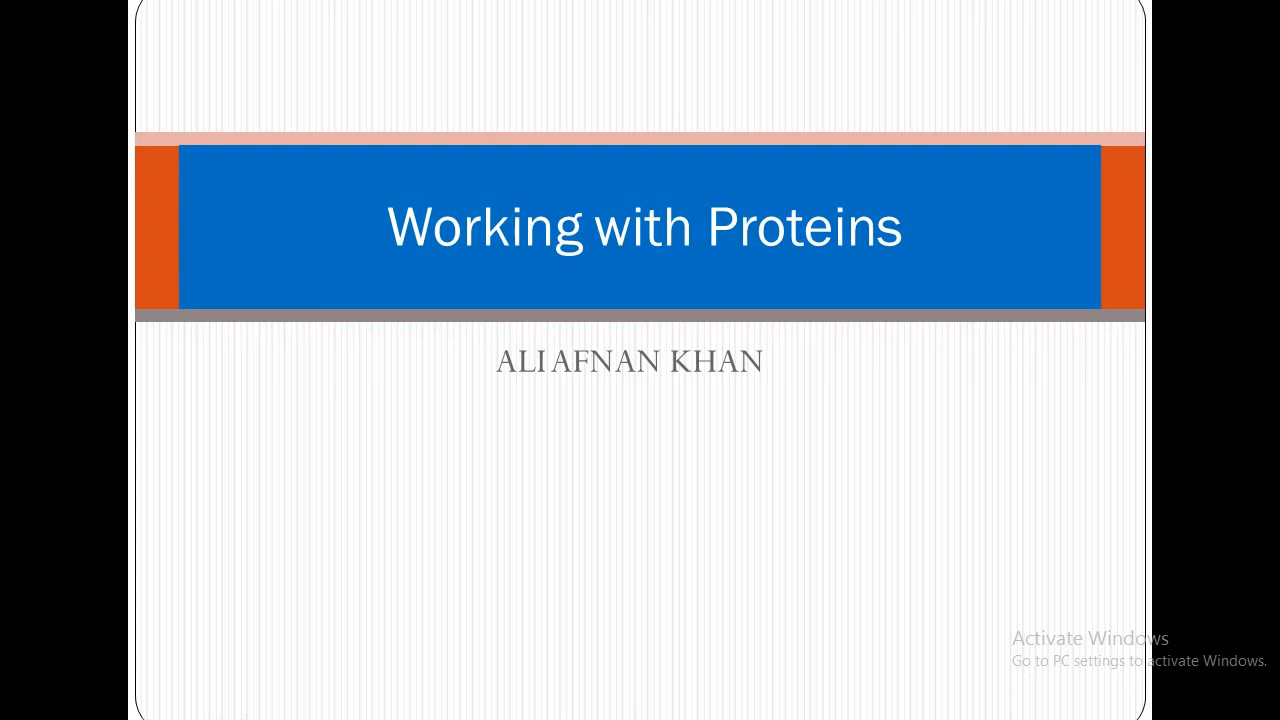 Working with Proteins
ALI AFNAN KHAN
Activate Windows
Go to PC settings to activate Windows.